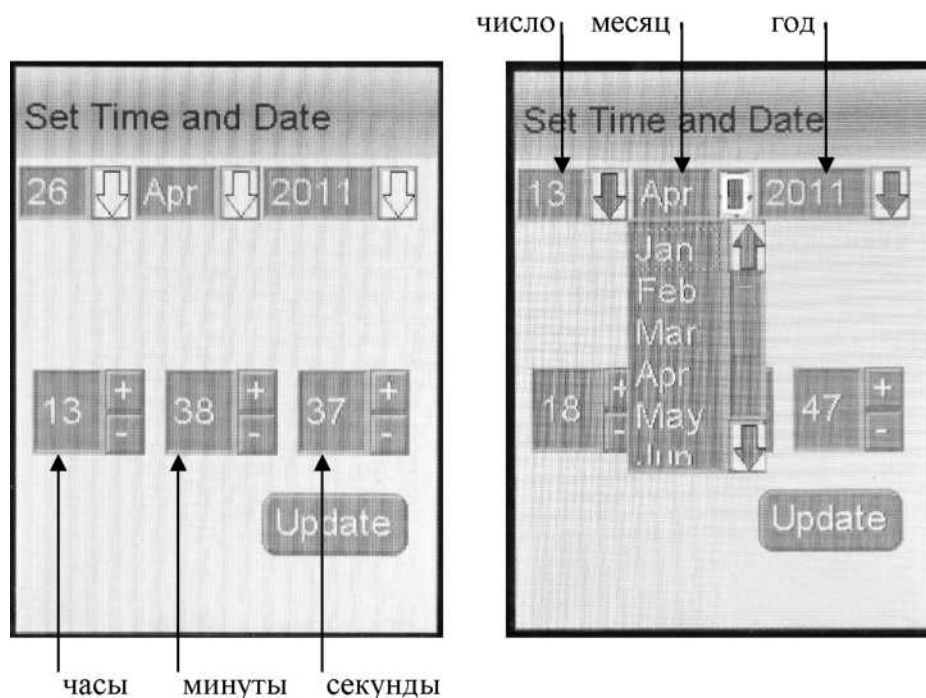 число месяц год
Set Time and Date
26 Apr 2011
13 + 38 + 37 +
- - -
Update
часы минуты секунды
Set Time and Date
13 Apr 2011
Jan
Feb
Mar
Apr
May
Jun
18 + 47 +
- -
Update